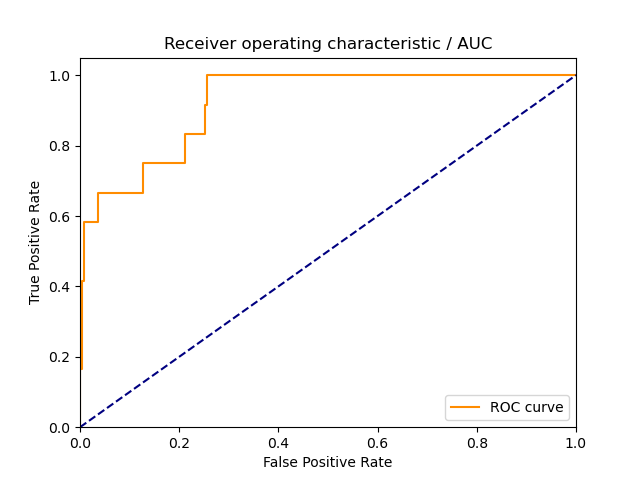 Receiver operating characteristic / AUC
1.0
0.8
0.6
0.4
0.2
0.0
True Positive Rate
0.0 0.2 0.4 0.6 0.8 1.0
False Positive Rate
ROC curve